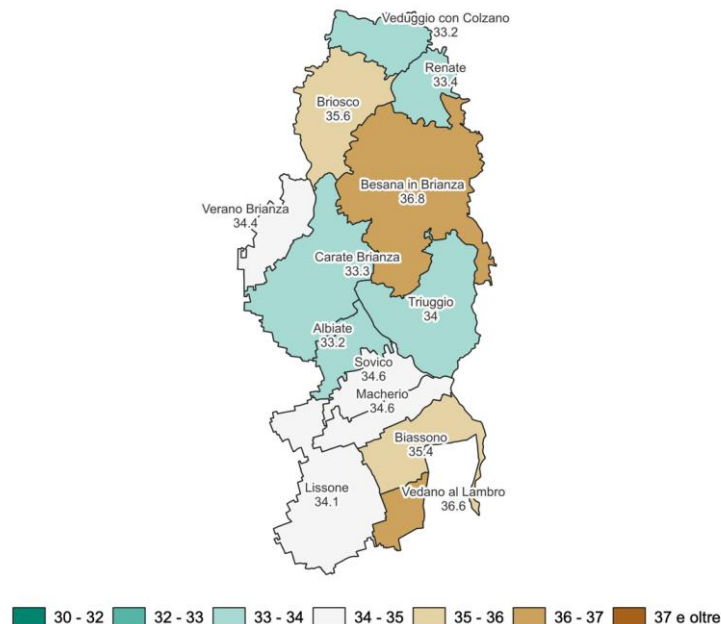 Veduggio con Colzano
33.2
Renate
33.4
Briosco
35.6
Besana in Brianza
36.8
Verano Brianza
34.4
Carate Brianza
33.3
Triuggio
34
Albiate
33.2
Sovico
34.6
Macherio
34.6
Biassono
35.4
Lissone
34.1
Vedano al Lambro
36.6
30 - 32 32 - 33 33 - 34 34 - 35 35 - 36 36 - 37 37 e oltre